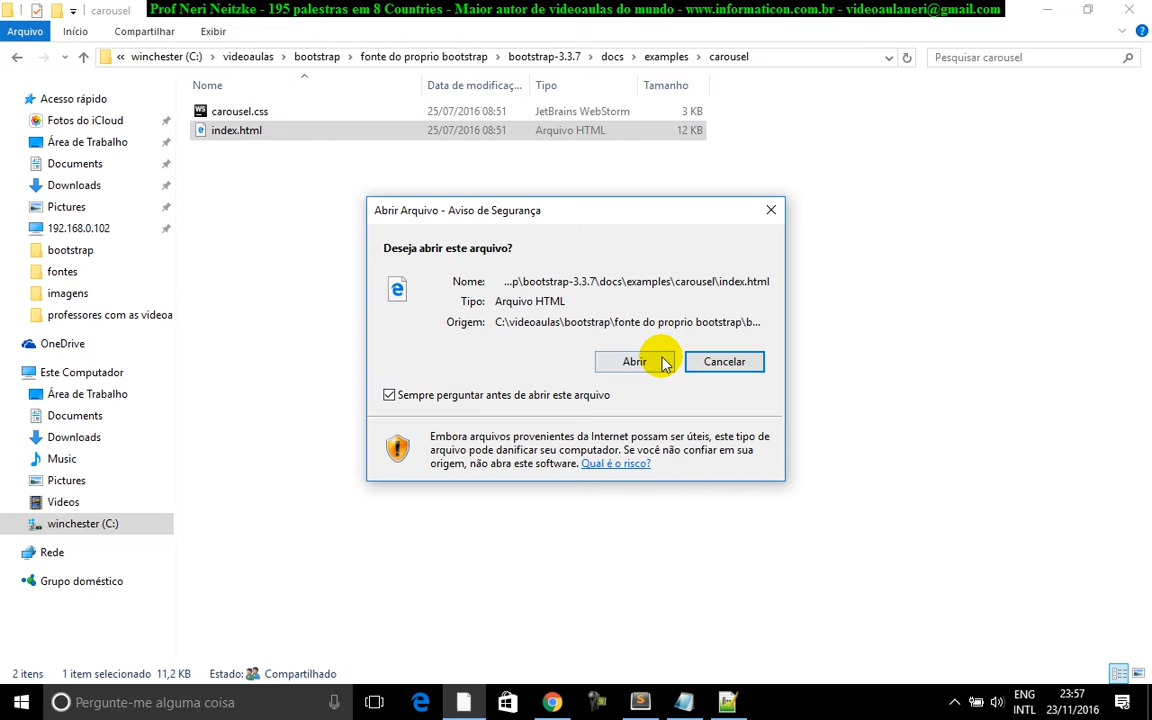 carousel
Prof Neri Neitzke - 195 palestras em 8 Countries - Maior autor de videoaulas do mundo - www.informaticon.com.br - videoaulaneri@gmail.com
Arquivo
Início
Compartilhar
Exibir
« winchester (C:) > videoaulas > bootstrap > fonte do proprio bootstrap > bootstrap-3.3.7 > docs > examples > carousel
Pesquisar carousel
Nome
Data de modificaç...
Tipo
Tamanho
carousel.css
25/07/2016 08:51
JetBrains WebStorm
3 KB
index.html
25/07/2016 08:51
Arquivo HTML
12 KB
Acesso rápido
Fotos do iCloud
Área de Trabalho
Documents
Downloads
Pictures
192.168.0.102
bootstrap
fontes
imagens
professores com as videoa
OneDrive
Este Computador
Área de Trabalho
Documents
Downloads
Music
Pictures
Videos
winchester (C:)
Rede
Grupo doméstico
Abrir Arquivo - Aviso de Segurança
Deseja abrir este arquivo?
Nome: ...p\bootstrap-3.3.7\docs\examples\carousel\index.html
Tipo: Arquivo HTML
Origem: C:\videoaulas\bootstrap\fonte do proprio bootstrap\b...
Abrir
Cancelar
Sempre perguntar antes de abrir este arquivo
Embora arquivos provenientes da Internet possam ser úteis, este tipo de
arquivo pode danificar seu computador. Se você não confiar em sua
origem, não abra este software. Qual é o risco?
2 itens
1 item selecionado 11,2 KB
Estado: Compartilhado
Pergunte-me alguma coisa
ENG
INTL
23:57
23/11/2016